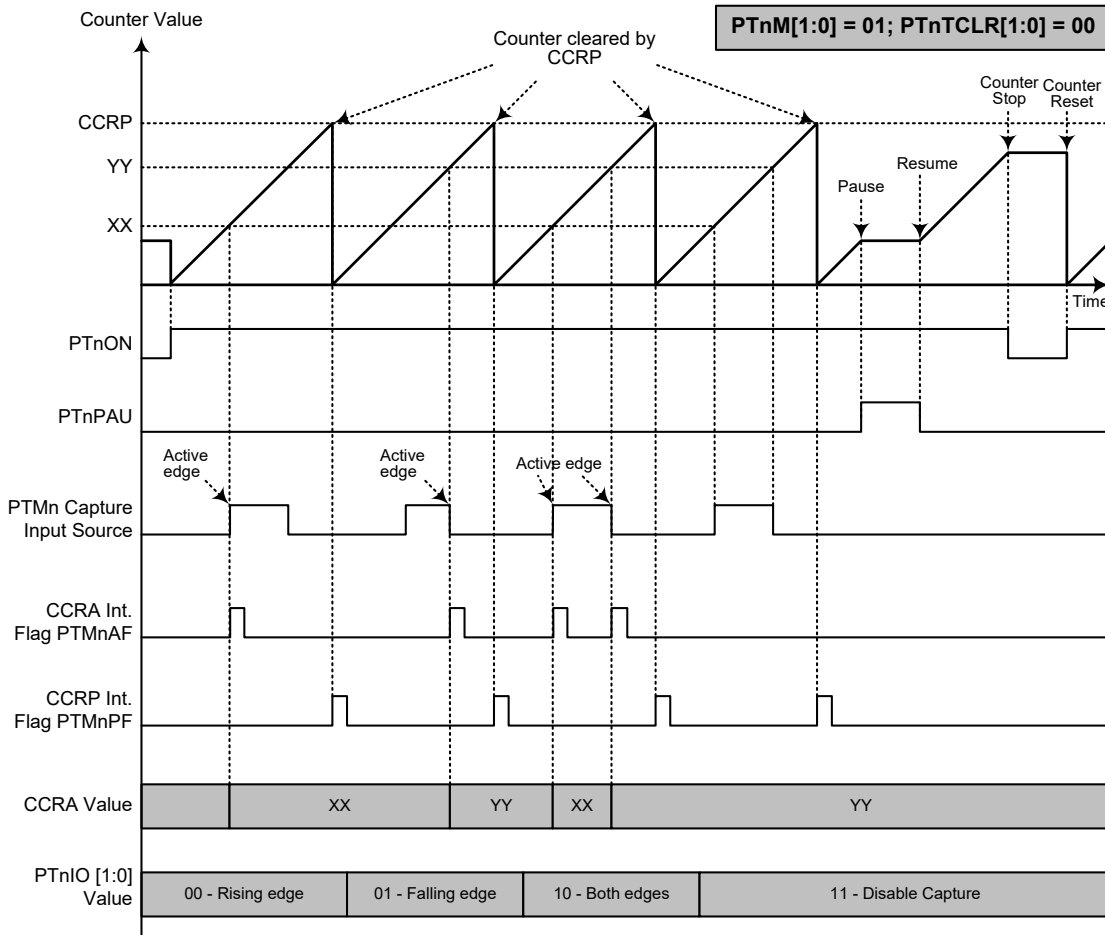 Counter Value
PTnM[1:0] = 01; PTnTCLR[1:0] = 00
Counter cleared by
CCRP
Counter
Stop
Counter
Reset
CCRP
YY
Resume
Pause
XX
Time
PTnON
PTnPAU
Active
edge
Active
edge
Active edge
PTMn Capture
Input Source
CCRA Int.
Flag PTMnAF
CCRP Int.
Flag PTMnPF
CCRA Value
XX
YY
XX
YY
PTnIO [1:0]
Value
00 - Rising edge
01 - Falling edge
10 - Both edges
11 - Disable Capture